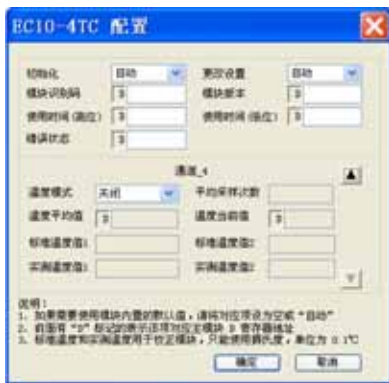 EC10-4TC 配置
初始化 自动 更改设置 自动
模块识别码 D 模块版本 D
使用时间(高位) D 使用时间(低位) D
错误状态 D
通道_4
温度模式 关闭 平均采样次数
温度平均值 D 温度当前值 D
标准温度值1 标准温度值2
实测温度值1 实测温度值2
说明:
1. 如果需要使用模块内置的默认值,请将对应项设为空或“自动”
2. 前面有“D”标记的表示该项对应主模块 D 寄存器地址
3. 标准温度和实测温度用于校正模块,只能使用摄氏度,单位为 0.1℃
确定 取消